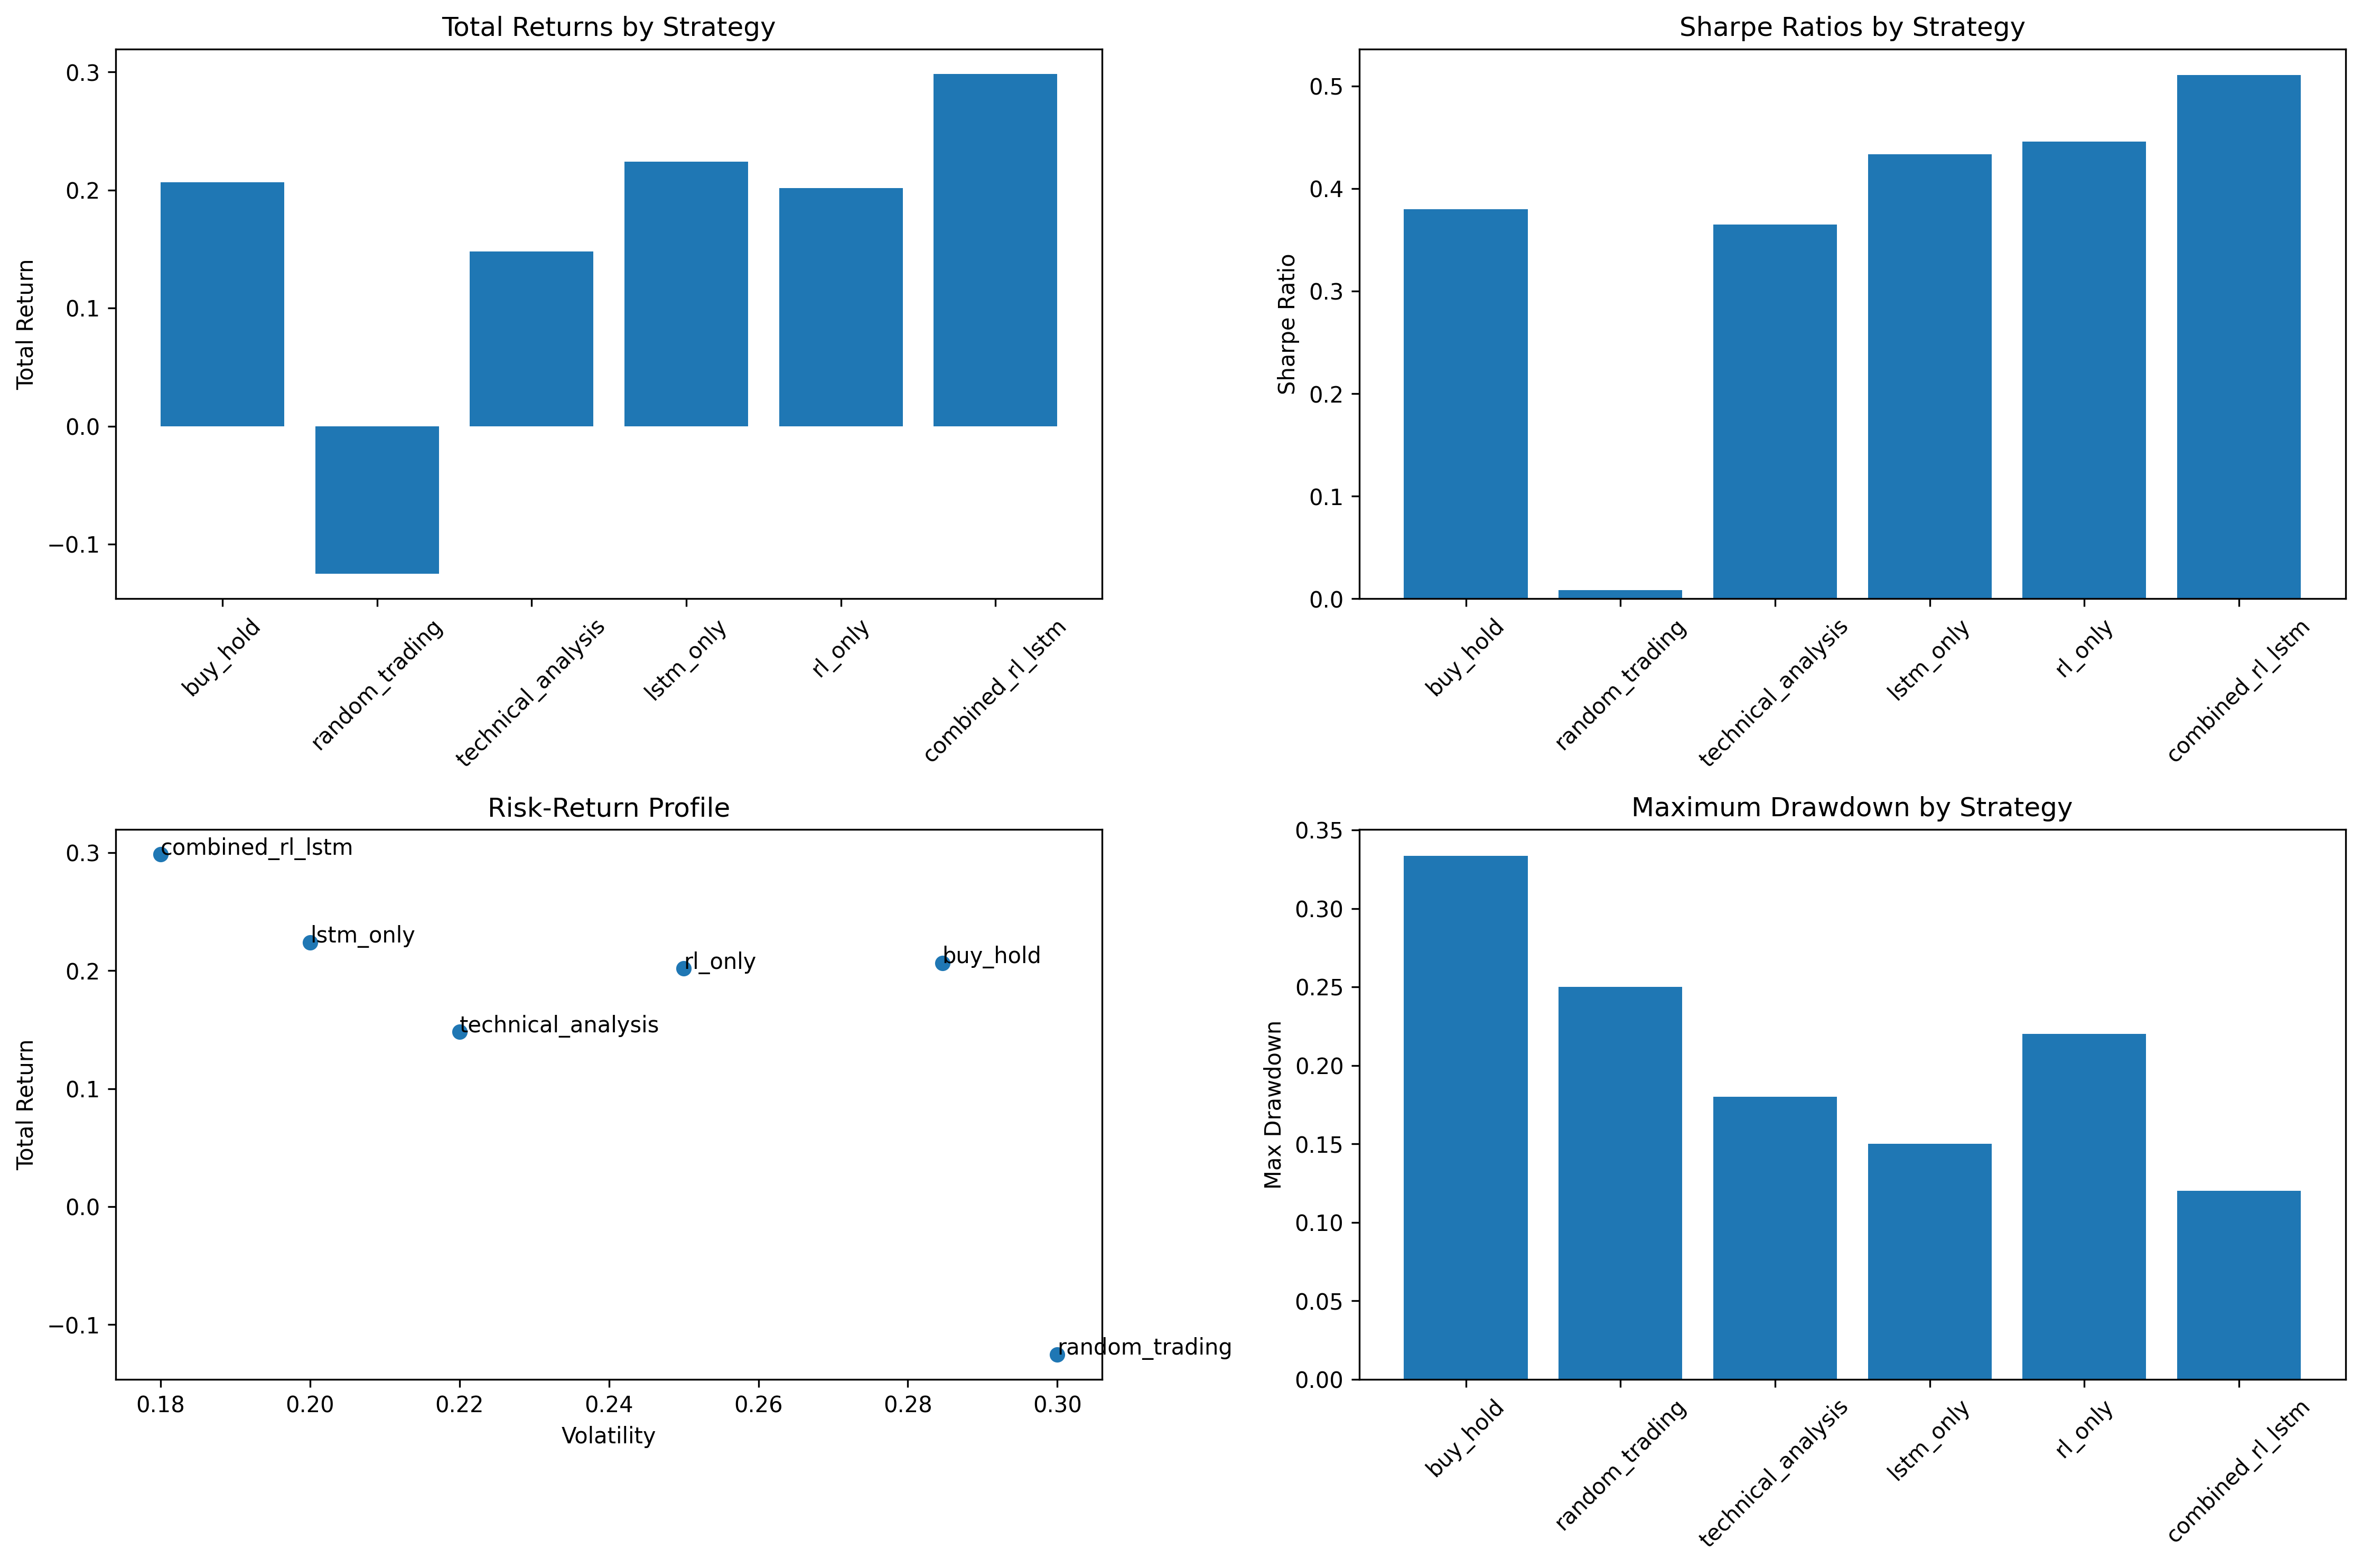 Total Returns by Strategy
Total Return
0.3
0.2
0.1
0.0
−0.1
buy_hold
random_trading
technical_analysis
lstm_only
rl_only
combined_rl_lstm
Sharpe Ratios by Strategy
Sharpe Ratio
0.5
0.4
0.3
0.2
0.1
0.0
buy_hold
random_trading
technical_analysis
lstm_only
rl_only
combined_rl_lstm
Risk-Return Profile
Total Return
0.3
0.2
0.1
0.0
−0.1
combined_rl_lstm
lstm_only
rl_only
buy_hold
technical_analysis
random_trading
0.18
0.20
0.22
0.24
0.26
0.28
0.30
Volatility
Maximum Drawdown by Strategy
Max Drawdown
0.35
0.30
0.25
0.20
0.15
0.10
0.05
0.00
buy_hold
random_trading
technical_analysis
lstm_only
rl_only
combined_rl_lstm